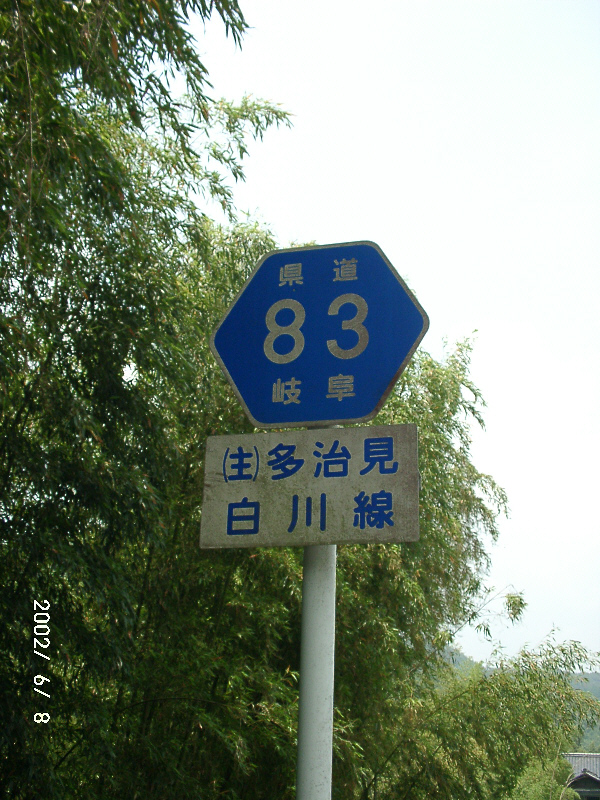 県道
83
岐阜
(主)多治見
白川線
2002/ 6/ 8